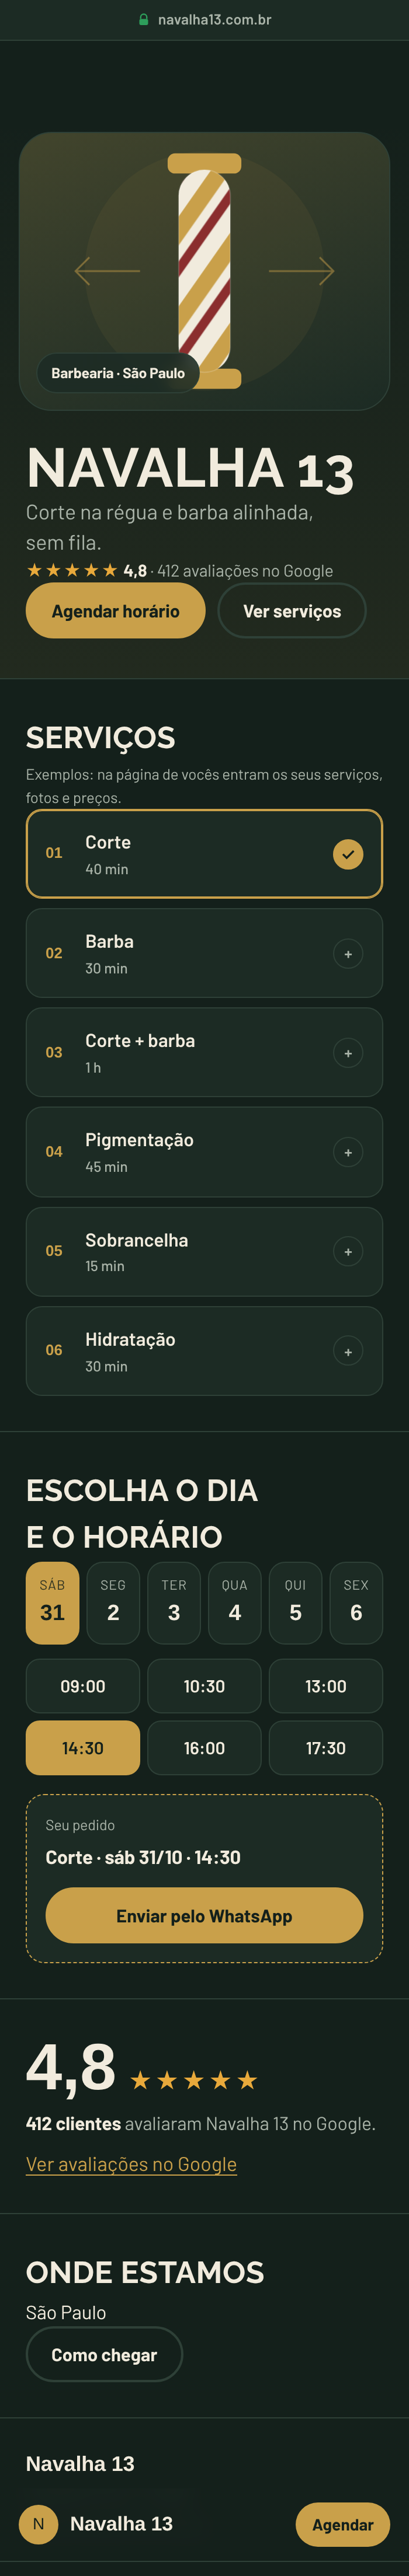 navalha13.com.br
Barbearia · São Paulo
NAVALHA 13
Corte na régua e barba alinhada,
sem fila.
★★★★★ 4,8 · 412 avaliações no Google
Agendar horário
Ver serviços
SERVIÇOS
Exemplos: na página de vocês entram os seus serviços,
fotos e preços.
01 Corte
40 min
02 Barba
30 min
03 Corte + barba
1 h
04 Pigmentação
45 min
05 Sobrancelha
15 min
06 Hidratação
30 min
ESCOLHA O DIA
E O HORÁRIO
SÁB SEG TER QUA QUI SEX
31 2 3 4 5 6
09:00 10:30 13:00
14:30 16:00 17:30
Seu pedido
Corte · sáb 31/10 · 14:30
Enviar pelo WhatsApp
4,8 ★★★★★
412 clientes avaliaram Navalha 13 no Google.
Ver avaliações no Google
ONDE ESTAMOS
São Paulo
Como chegar
Navalha 13
N Navalha 13 Agendar